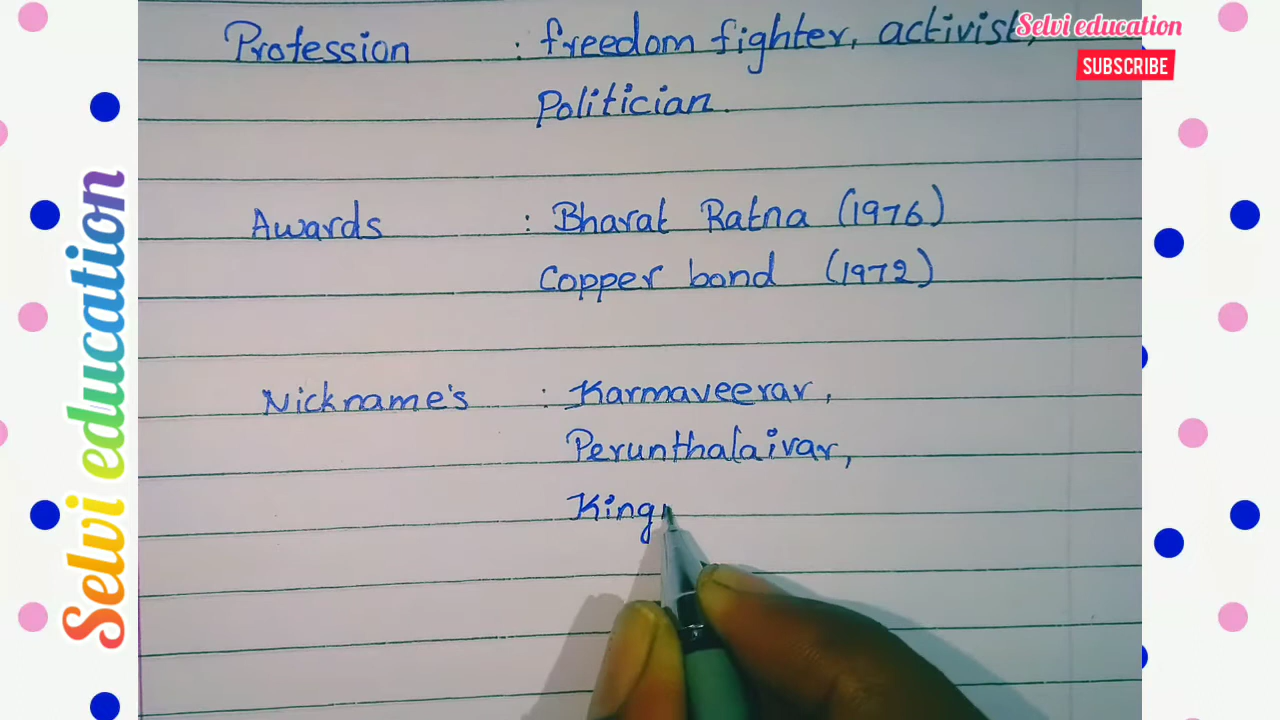 Selvi education
SUBSCRIBE
Selvi education
Profession : freedom fighter, activist,
Politician.
Awards : Bharat Ratna (1976)
Copper bond (1972)
Nickname's : Karmaveerar,
Perunthalaivar,
King